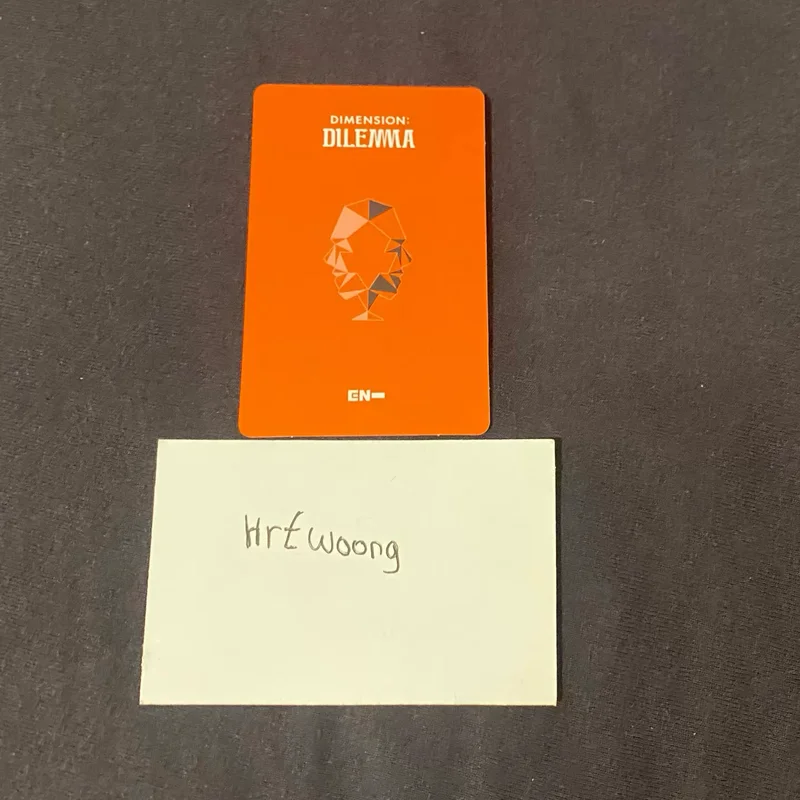 DIMENSION:
DILEMMA
EN-
Hrtwoong